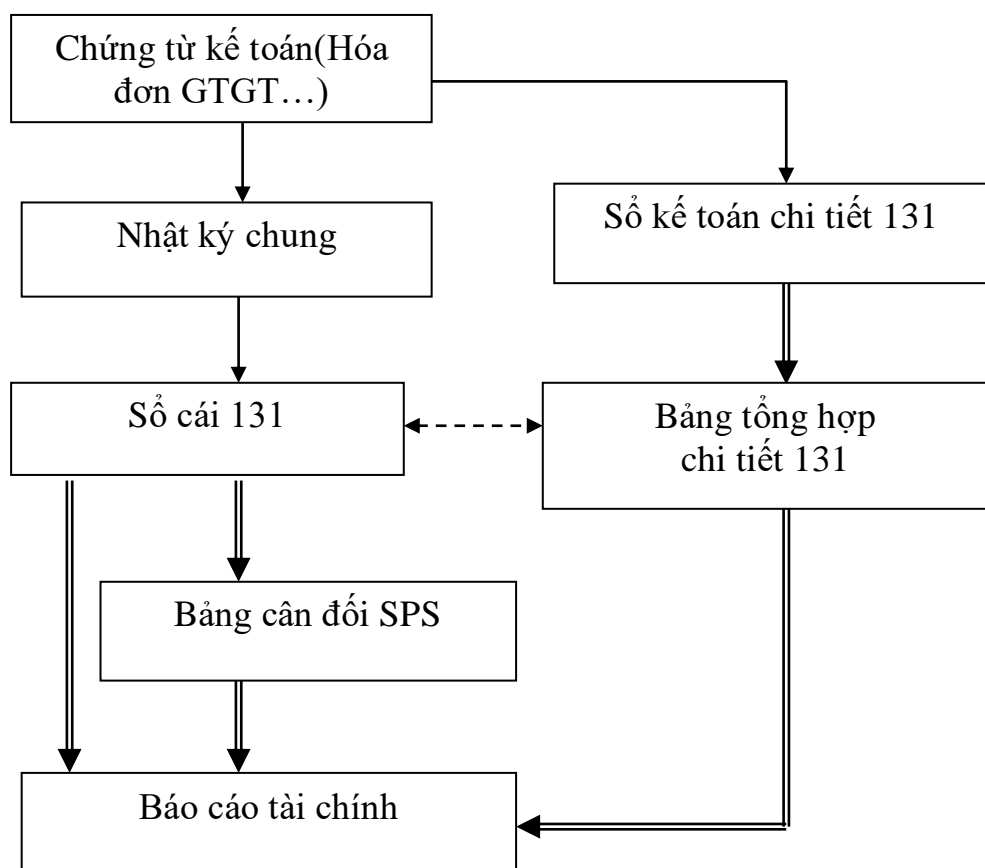 Chứng từ kế toán(Hóa
đơn GTGT…)
Sổ kế toán chi tiết 131
Nhật ký chung
Sổ cái 131
Bảng tổng hợp
chi tiết 131
Bảng cân đối SPS
Báo cáo tài chính